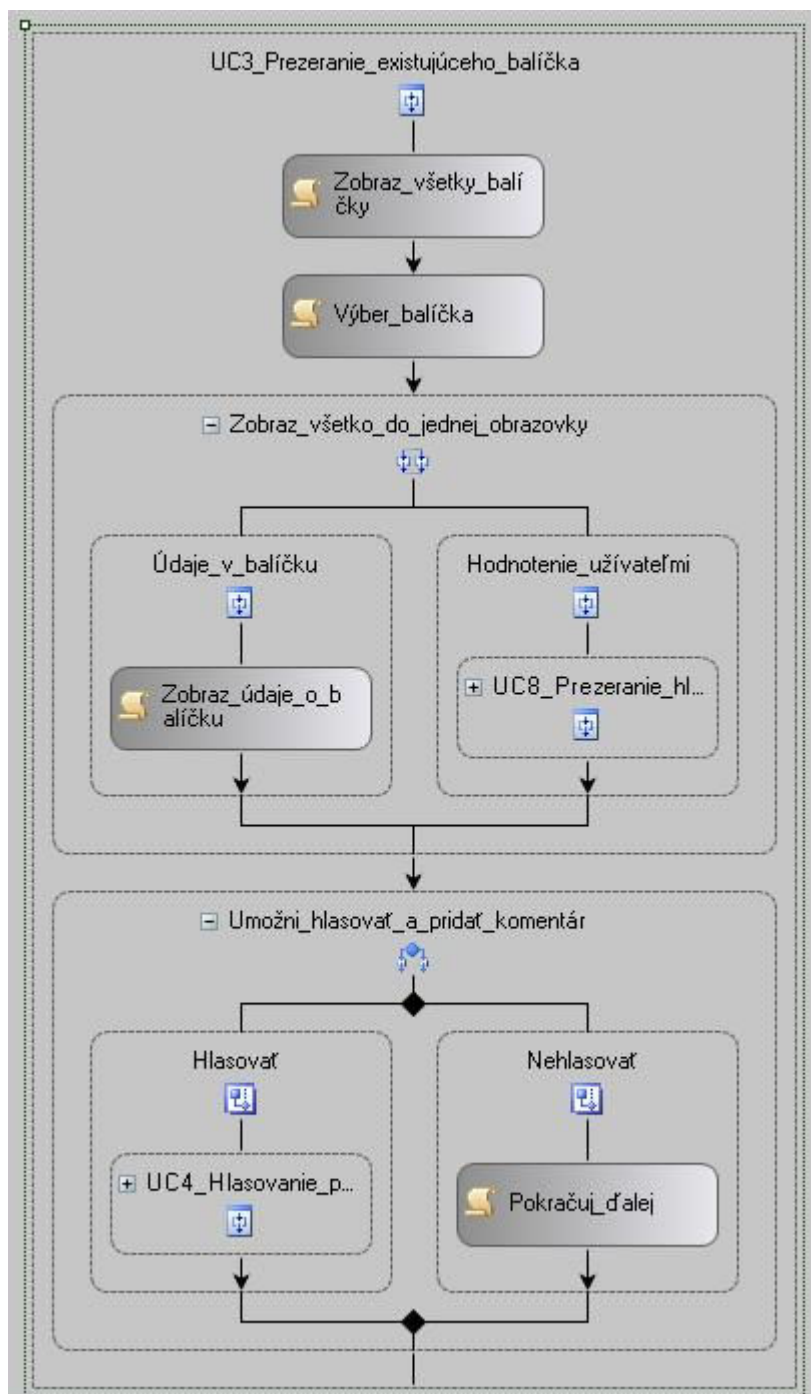 UC3_Prezeranie_existujúceho_balíčka
Zobraz_všetky_balí
čky
Výber_balíčka
Zobraz_všetko_do_jednej_obrazovky
Údaje_v_balíčku
Zobraz_údaje_o_b
alíčku
Hodnotenie_užívateľmi
UC8_Prezeranie_hl...
Umožni_hlasovať_a_pridať_komentár
Hlasovať
UC4_Hlasovanie_p...
Nehlasovať
Pokračuj_ďalej